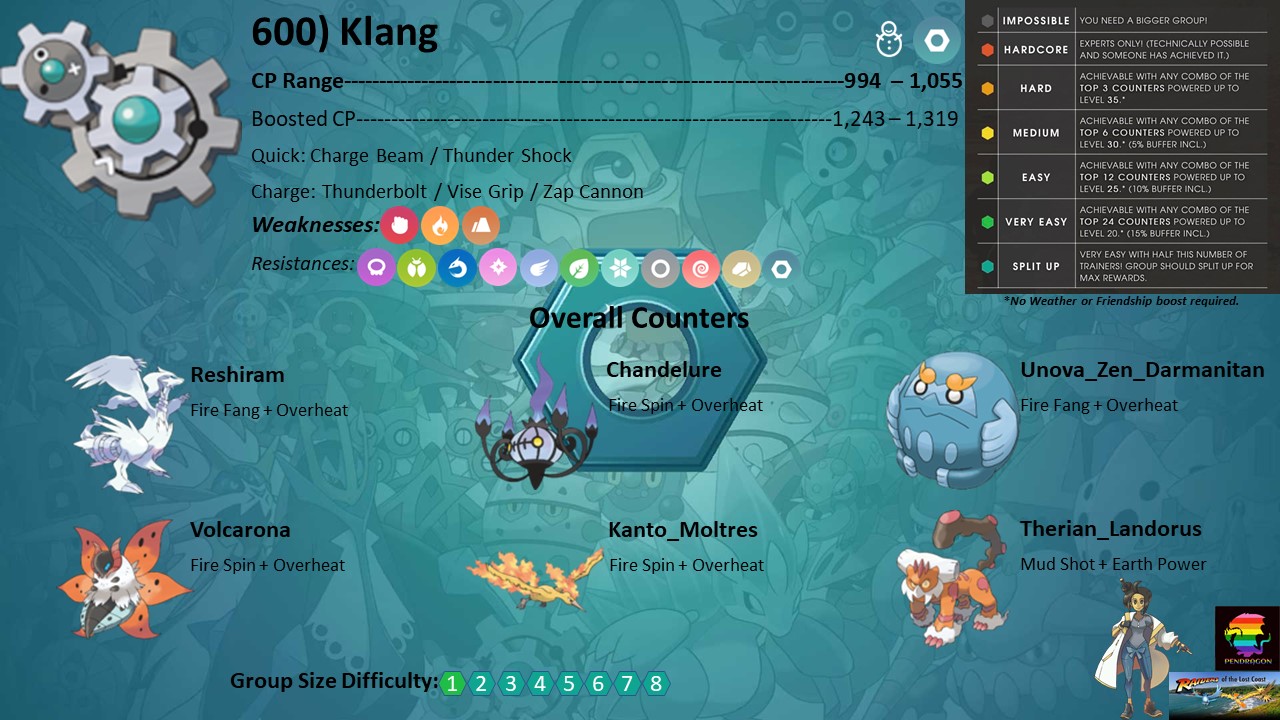 600) Klang
CP Range---994 – 1,055
Boosted CP---1,243 – 1,319
Quick: Charge Beam / Thunder Shock
Charge: Thunderbolt / Vise Grip / Zap Cannon
Weaknesses:
Resistances:
IMPOSSIBLE YOU NEED A BIGGER GROUP!
HARDCORE EXPERTS ONLY! (TECHNICALLY POSSIBLE
AND SOMEONE HAS ACHIEVED IT.)
HARD ACHIEVABLE WITH ANY COMBO OF THE
TOP 3 COUNTERS POWERED UP TO
LEVEL 35.*
MEDIUM ACHIEVABLE WITH ANY COMBO OF THE
TOP 6 COUNTERS POWERED UP TO
LEVEL 30.* (5% BUFFER INCL.)
EASY ACHIEVABLE WITH ANY COMBO OF THE
TOP 12 COUNTERS POWERED UP TO
LEVEL 25.* (10% BUFFER INCL.)
VERY EASY ACHIEVABLE WITH ANY COMBO OF THE
TOP 24 COUNTERS POWERED UP TO
LEVEL 20.* (15% BUFFER INCL.)
SPLIT UP VERY EASY WITH HALF THIS NUMBER OF
TRAINERS! GROUP SHOULD SPLIT UP FOR
MAX REWARDS.
*No Weather or Friendship boost required.
Overall Counters
Reshiram
Fire Fang + Overheat
Chandelure
Fire Spin + Overheat
Unova_Zen_Darmanitan
Fire Fang + Overheat
Volcarona
Fire Spin + Overheat
Kanto_Moltres
Fire Spin + Overheat
Therian_Landorus
Mud Shot + Earth Power
Group Size Difficulty: 1 2 3 4 5 6 7 8
PENDRAGON
RAIDERS of the Lost Coast